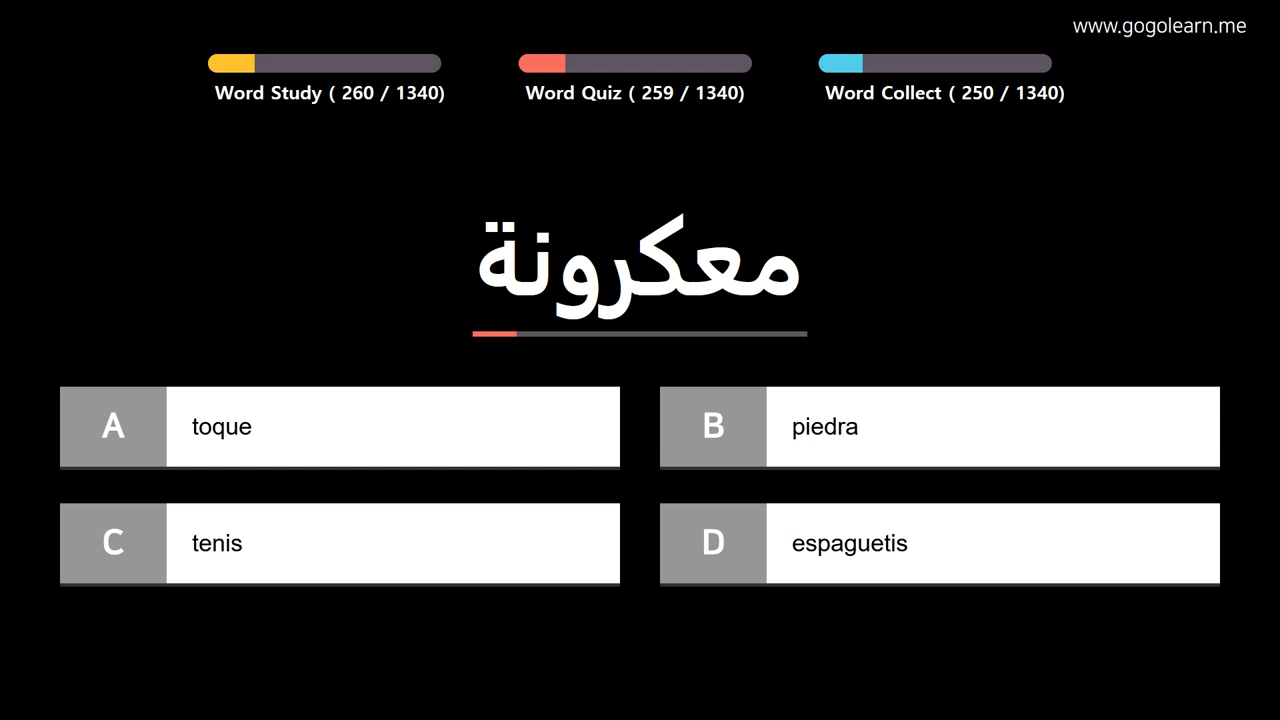 www.gogolearn.me
Word Study ( 260 / 1340)
Word Quiz ( 259 / 1340)
Word Collect ( 250 / 1340)
معكرونة
A toque
B piedra
C tenis
D espaguetis